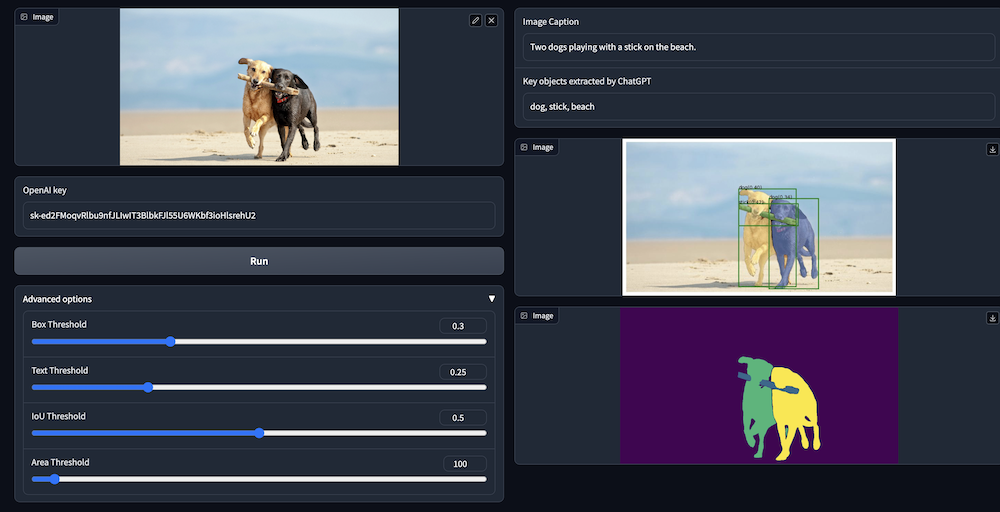 Image
OpenAI key
Run
Advanced options
Box Threshold
0.3
Text Threshold
0.25
IoU Threshold
0.5
Area Threshold
100
Image Caption
Two dogs playing with a stick on the beach.
Key objects extracted by ChatGPT
dog, stick, beach
Image
Image